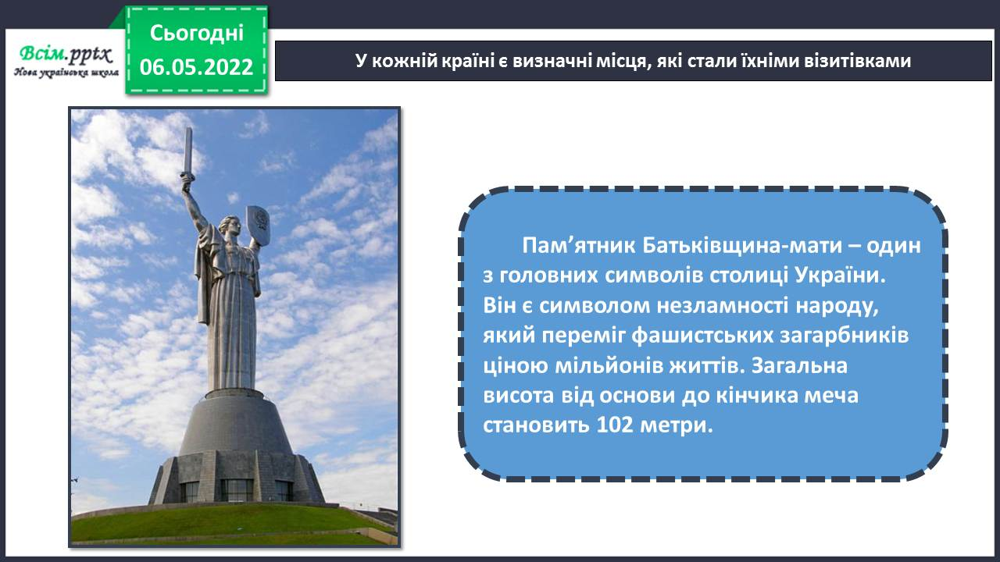 Сьогодні
06.05.2022
Всім.pptx
Нова українська школа
У кожній країні є визначні місця, які стали їхніми візитівками
Пам’ятник Батьківщина-мати – один
з головних символів столиці України.
Він є символом незламності народу,
який переміг фашистських загарбників
ціною мільйонів життів. Загальна
висота від основи до кінчика меча
становить 102 метри.